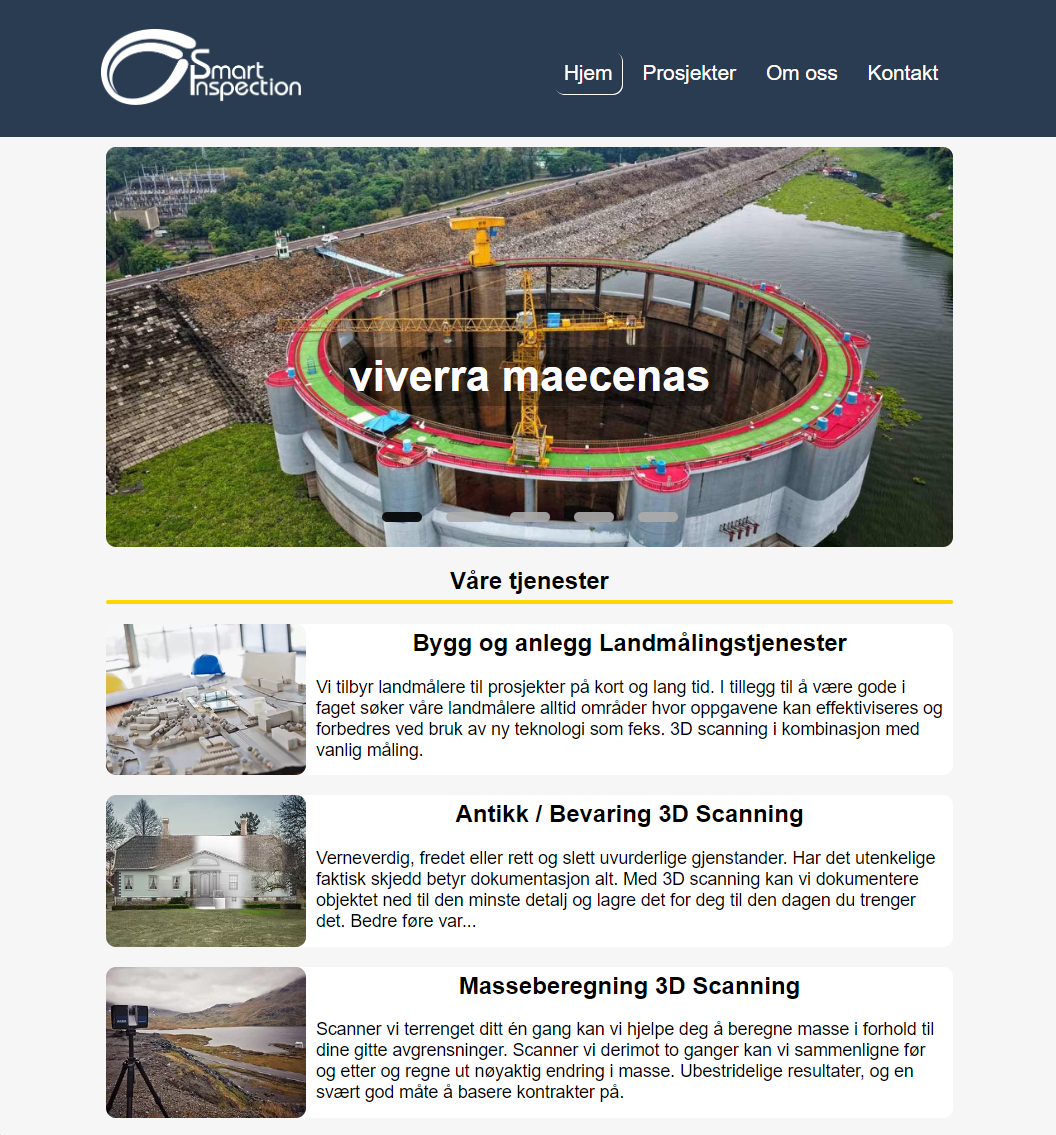 Smart
Inspection
Hjem Prosjekter Om oss Kontakt
viverra maecenas
Våre tjenester
Bygg og anlegg Landmålingstjenester
Vi tilbyr landmålere til prosjekter på kort og lang tid. I tillegg til å være gode i
faget søker våre landmålere alltid områder hvor oppgavene kan effektiviseres og
forbedres ved bruk av ny teknologi som feks. 3D scanning i kombinasjon med
vanlig måling.
Antikk / Bevaring 3D Scanning
Verneverdig, fredet eller rett og slett uvurderlige gjenstander. Har det utenkelige
faktisk skjedd betyr dokumentasjon alt. Med 3D scanning kan vi dokumentere
objektet ned til den minste detalj og lagre det for deg til den dagen du trenger
det. Bedre føre var...
Masseberegning 3D Scanning
Scanner vi terrenget ditt én gang kan vi hjelpe deg å beregne masse i forhold til
dine gitte avgrensninger. Scanner vi derimot to ganger kan vi sammenligne før
og etter og regne ut nøyaktig endring i masse. Ubestridelige resultater, og en
svært god måte å basere kontrakter på.